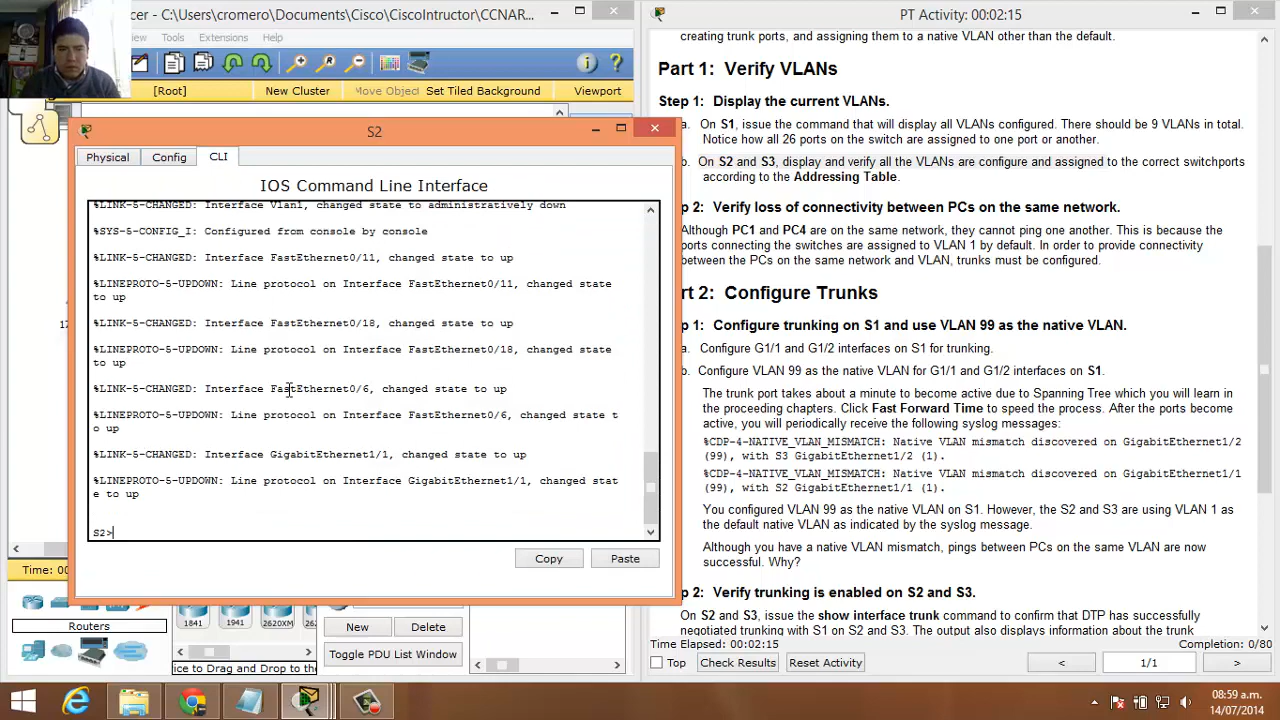 cer - C:\Users\cromero\Documents\Cisco\CiscoIntructor\CCNAR...
Tools
Extensions
Help
[Root]
New Cluster
Move Object
Set Tiled Background
Viewport
S2
Physical
Config
CLI
IOS Command Line Interface
%LINK-5-CHANGED: Interface Vlan1, changed state to administratively down
%SYS-5-CONFIG_I: Configured from console by console
%LINK-5-CHANGED: Interface FastEthernet0/11, changed state to up
%LINEPROTO-5-UPDOWN: Line protocol on Interface FastEthernet0/11, changed state
to up
%LINK-5-CHANGED: Interface FastEthernet0/18, changed state to up
%LINEPROTO-5-UPDOWN: Line protocol on Interface FastEthernet0/18, changed state
to up
%LINK-5-CHANGED: Interface FastEthernet0/6, changed state to up
%LINEPROTO-5-UPDOWN: Line protocol on Interface FastEthernet0/6, changed state t
o up
%LINK-5-CHANGED: Interface GigabitEthernet1/1, changed state to up
%LINEPROTO-5-UPDOWN: Line protocol on Interface GigabitEthernet1/1, changed stat
e to up
S2>
Copy
Paste
17
Time: 00
Routers
1841
1941
2620XM
262
New
Delete
Toggle PDU List Window
ice to Drag and Drop to the
PT Activity: 00:02:15
creating trunk ports, and assigning them to a native VLAN other than the default.
Part 1: Verify VLANs
Step 1: Display the current VLANs.
a. On S1, issue the command that will display all VLANs configured. There should be 9 VLANs in total.
Notice how all 26 ports on the switch are assigned to one port or another.
b. On S2 and S3, display and verify all the VLANs are configure and assigned to the correct switchports
according to the Addressing Table.
p 2: Verify loss of connectivity between PCs on the same network.
Although PC1 and PC4 are on the same network, they cannot ping one another. This is because the
ports connecting the switches are assigned to VLAN 1 by default. In order to provide connectivity
between the PCs on the same network and VLAN, trunks must be configured.
rt 2: Configure Trunks
p 1: Configure trunking on S1 and use VLAN 99 as the native VLAN.
a. Configure G1/1 and G1/2 interfaces on S1 for trunking.
b. Configure VLAN 99 as the native VLAN for G1/1 and G1/2 interfaces on S1.
The trunk port takes about a minute to become active due to Spanning Tree which you will learn in
the proceeding chapters. Click Fast Forward Time to speed the process. After the ports become
active, you will periodically receive the following syslog messages:
%CDP-4-NATIVE_VLAN_MISMATCH: Native VLAN mismatch discovered on GigabitEthernet1/2
(99), with S3 GigabitEthernet1/2 (1).
%CDP-4-NATIVE_VLAN_MISMATCH: Native VLAN mismatch discovered on GigabitEthernet1/1
(99), with S2 GigabitEthernet1/1 (1).
You configured VLAN 99 as the native VLAN on S1. However, the S2 and S3 are using VLAN 1 as
the default native VLAN as indicated by the syslog message.
Although you have a native VLAN mismatch, pings between PCs on the same VLAN are now
successful. Why?
p 2: Verify trunking is enabled on S2 and S3.
On S2 and S3, issue the show interface trunk command to confirm that DTP has successfully
negotiated trunking with S1 on S2 and S3. The output also displays information about the trunk
Time Elapsed: 00:02:15
Completion: 0/80
Top
Check Results
Reset Activity
<
1/1
>
08:59 a.m.
14/07/2014